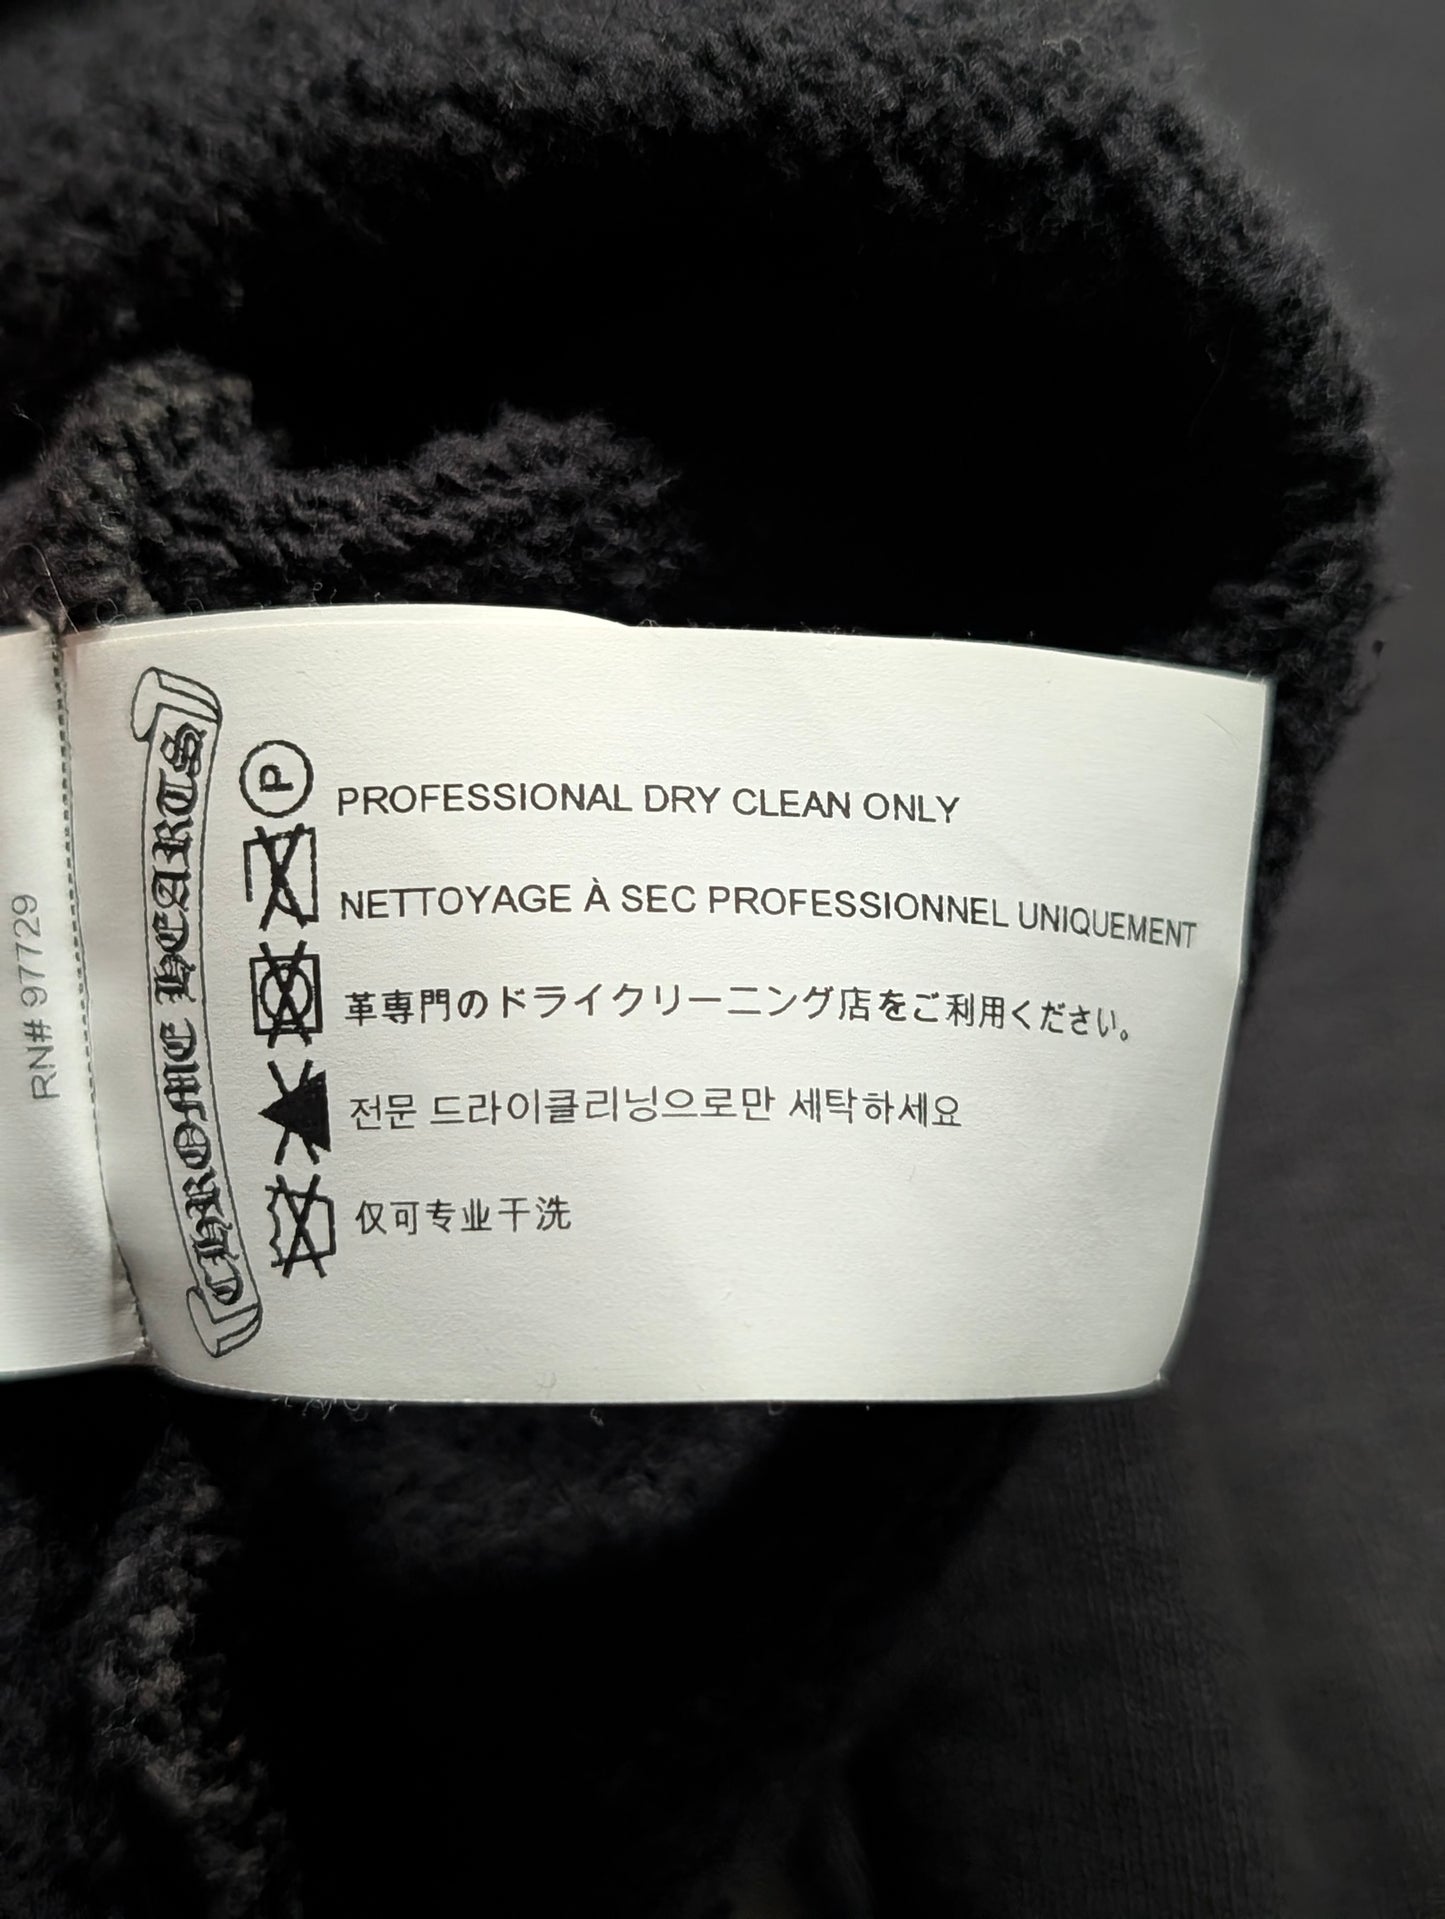 RN# 97729
CHROME HEARTS
P
PROFESSIONAL DRY CLEAN ONLY
NETTOYAGE À SEC PROFESSIONNEL UNIQUEMENT
革専門のドライクリーニング店をご利用ください。
전문 드라이클리닝으로만 세탁하세요
仅可专业干洗